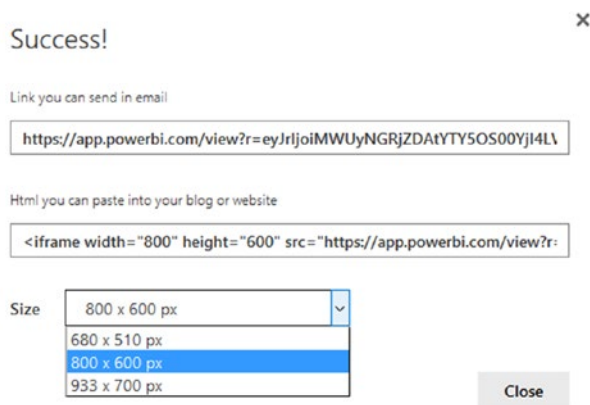 Success!
Link you can send in email
https://app.powerbi.com/view?r=
Html you can paste into your blog or website
<iframe width="800" height="600" src="https://app.powerbi.com/view?r=
Size 800 x 600 px
680 x 510 px
800 x 600 px
933 x 700 px
Close